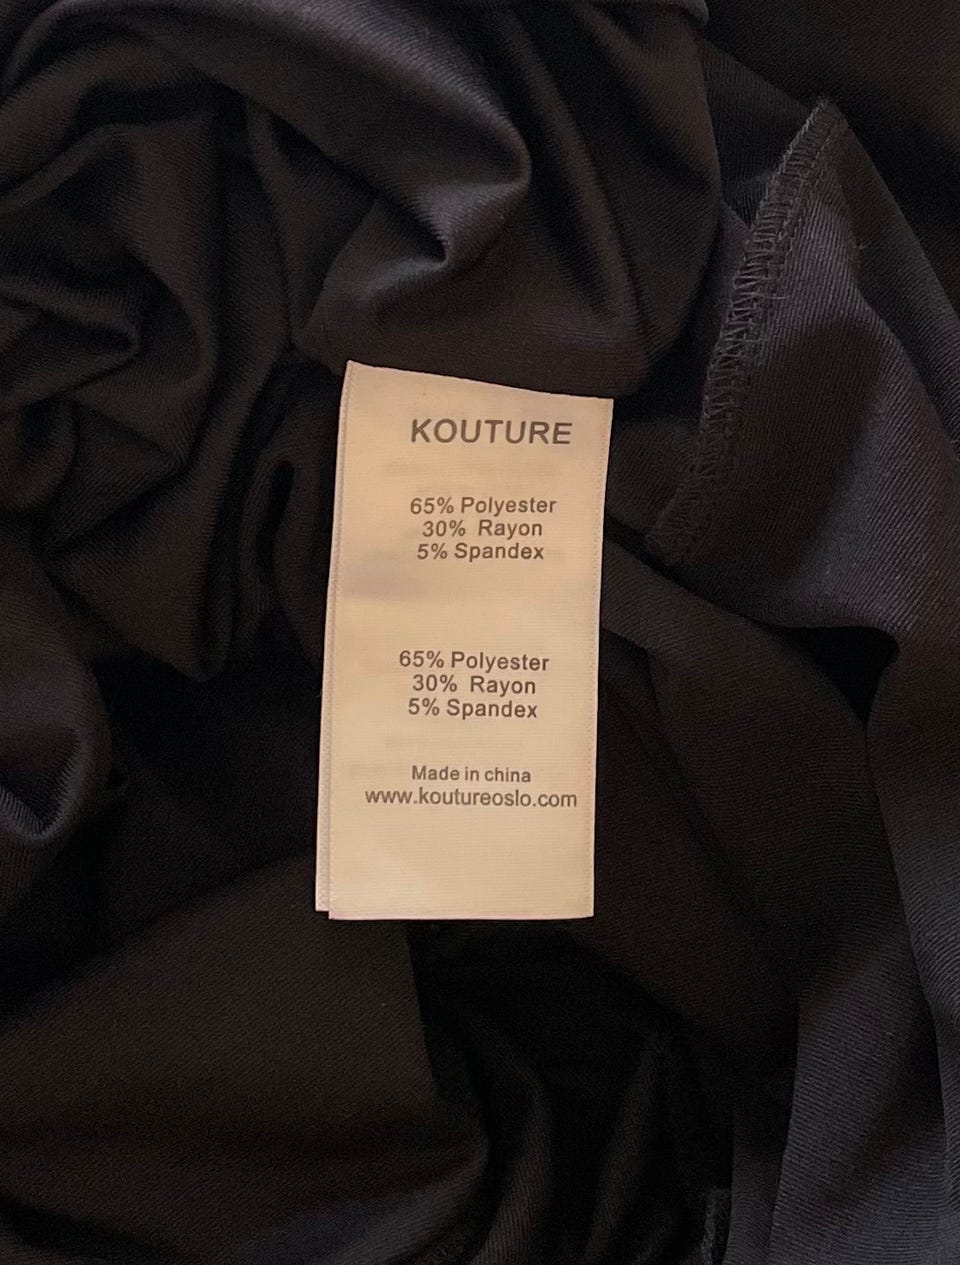 KOUTURE
65% Polyester
30% Rayon
5% Spandex
65% Polyester
30% Rayon
5% Spandex
Made in china
www.koutureoslo.com